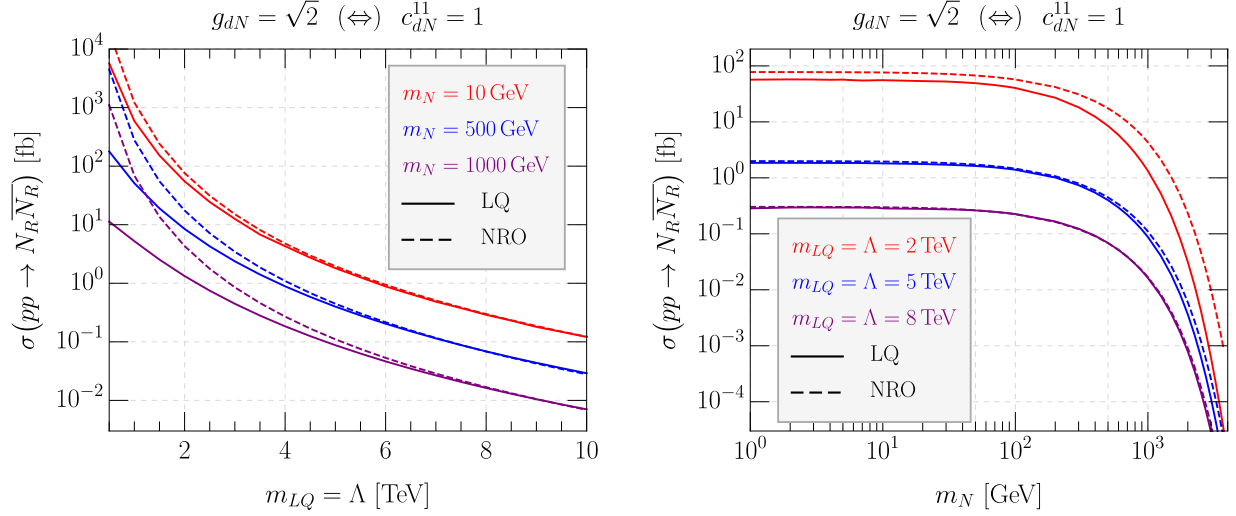 g_{dN} = √2 (⇔) c_{dN}^{11} = 1
σ(pp → N_R \overline{N_R}) [fb]
10^4
10^3
10^2
10^1
10^0
10^{-1}
10^{-2}
m_N = 10 GeV
m_N = 500 GeV
m_N = 1000 GeV
LQ
NRO
2 4 6 8 10
m_{LQ} = Λ [TeV]
g_{dN} = √2 (⇔) c_{dN}^{11} = 1
σ(pp → N_R \overline{N_R}) [fb]
10^2
10^1
10^0
10^{-1}
10^{-2}
10^{-3}
10^{-4}
m_{LQ} = Λ = 2 TeV
m_{LQ} = Λ = 5 TeV
m_{LQ} = Λ = 8 TeV
LQ
NRO
10^0 10^1 10^2 10^3
m_N [GeV]